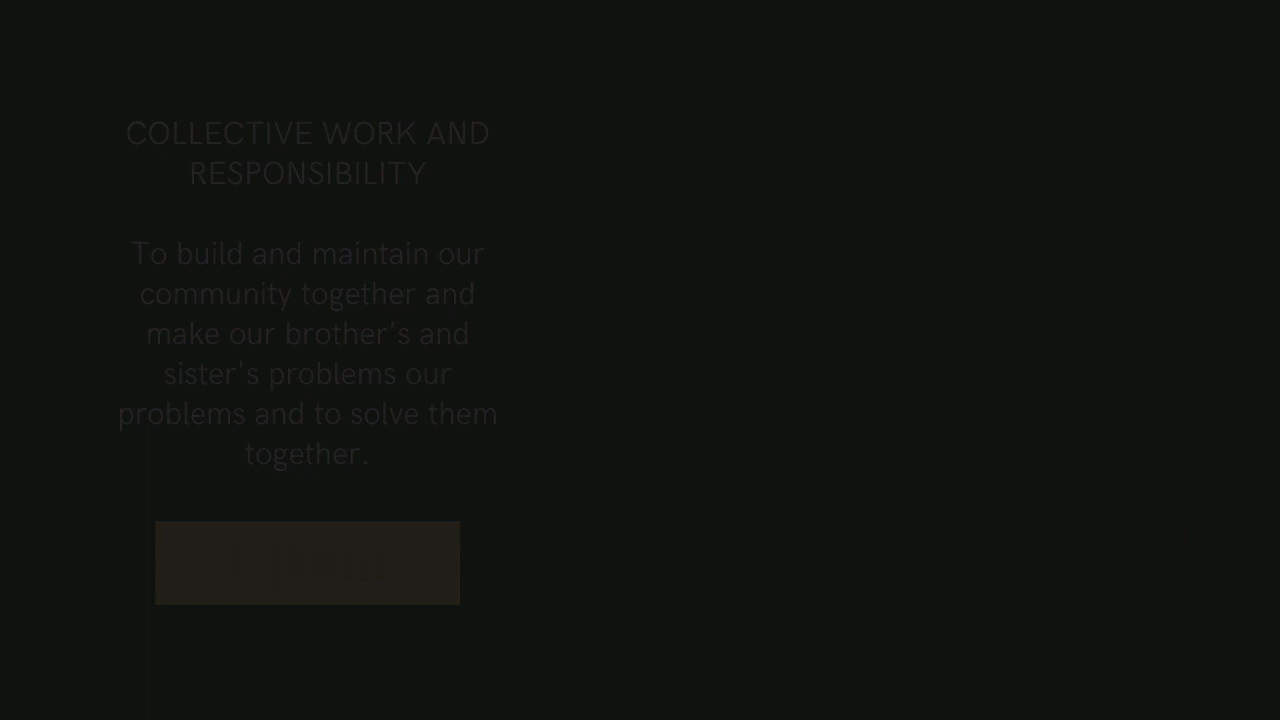 COLLECTIVE WORK AND
RESPONSIBILITY
To build and maintain our
community together and
make our brother's and
sister's problems our
problems and to solve them
together.